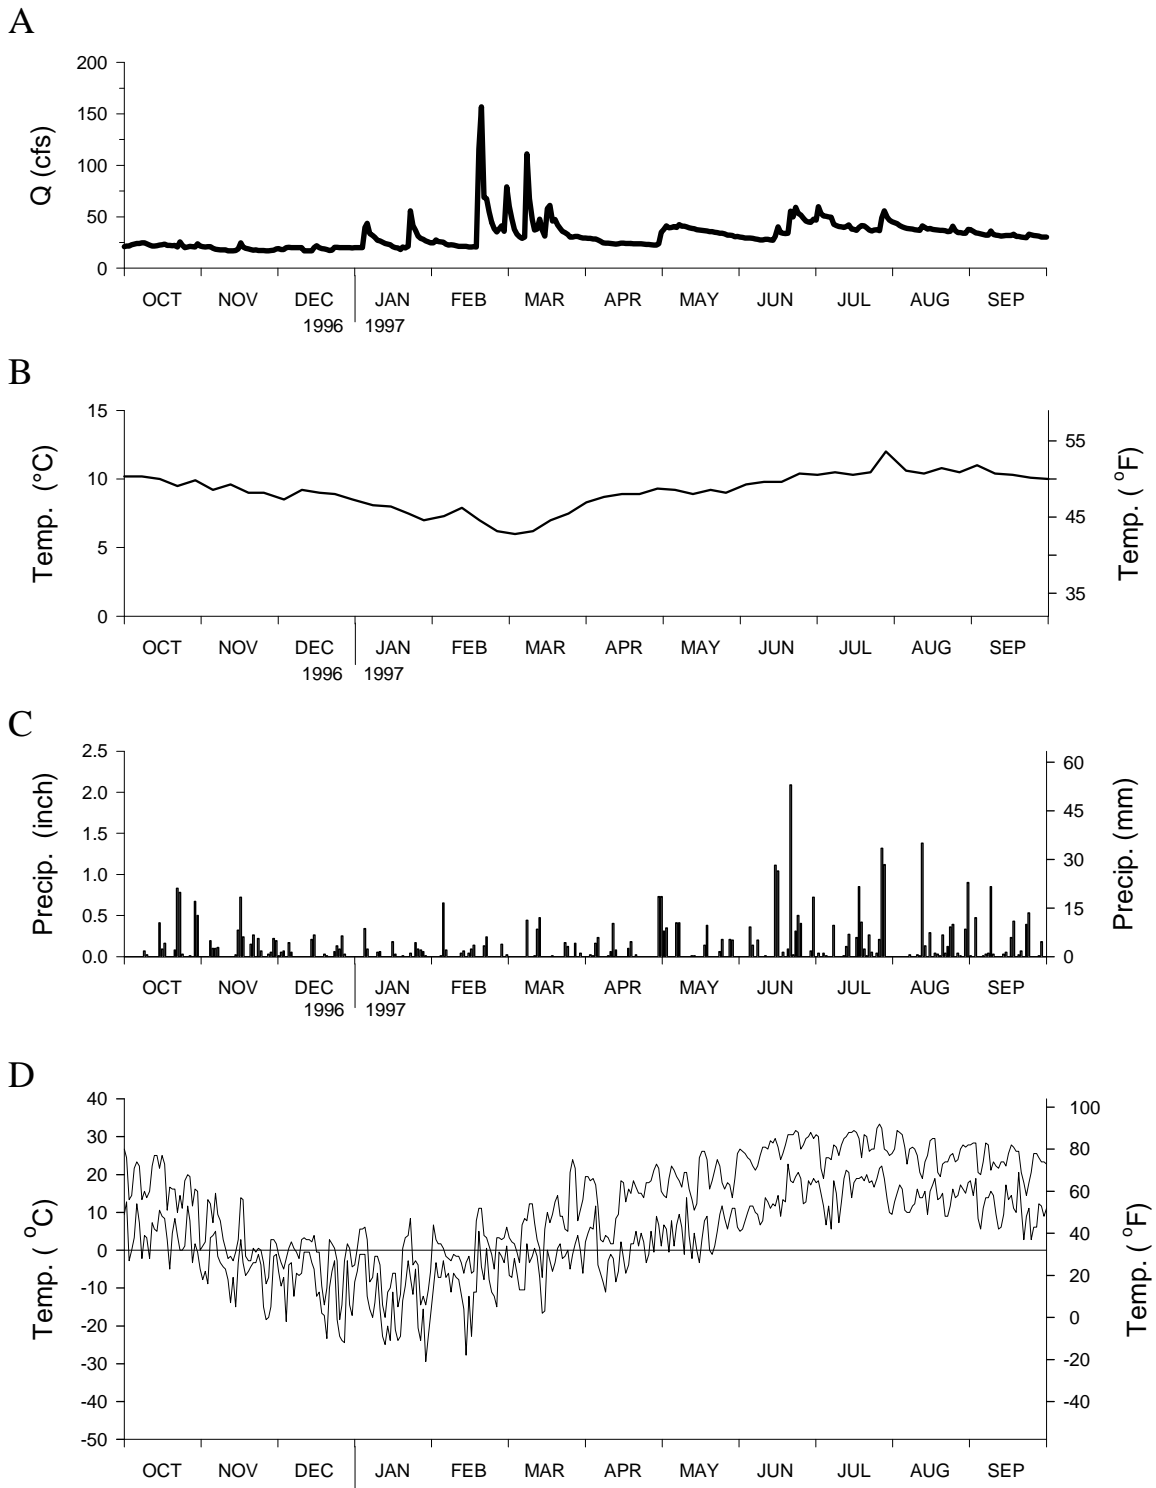 A
Q (cfs)
200
150
100
50
0
OCT NOV DEC JAN FEB MAR APR MAY JUN JUL AUG SEP
1996 1997
B
Temp. (°C)
15
10
5
0
55
45
35
Temp. ( °F)
OCT NOV DEC JAN FEB MAR APR MAY JUN JUL AUG SEP
1996 1997
C
Precip. (inch)
2.5
2.0
1.5
1.0
0.5
0.0
60
45
30
15
0
Precip. (mm)
OCT NOV DEC JAN FEB MAR APR MAY JUN JUL AUG SEP
1996 1997
D
Temp. ( °C)
40
30
20
10
0
-10
-20
-30
-40
-50
100
80
60
40
20
0
-20
-40
Temp. ( °F)
OCT NOV DEC JAN FEB MAR APR MAY JUN JUL AUG SEP